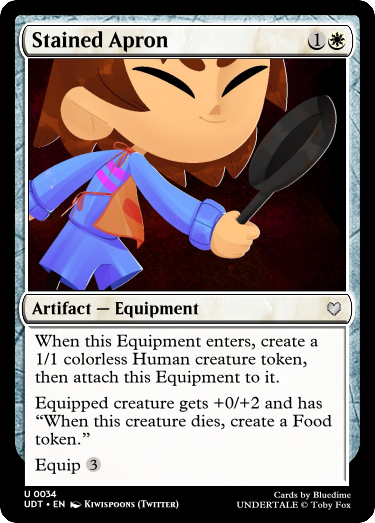 Stained Apron 1
Artifact — Equipment
When this Equipment enters, create a
1/1 colorless Human creature token,
then attach this Equipment to it.
Equipped creature gets +0/+2 and has
“When this creature dies, create a Food
token.”
Equip 3
U 0034
Cards by Bluedime
UDT • EN Kiwispoons (Twitter)
UNDERTALE © Toby Fox